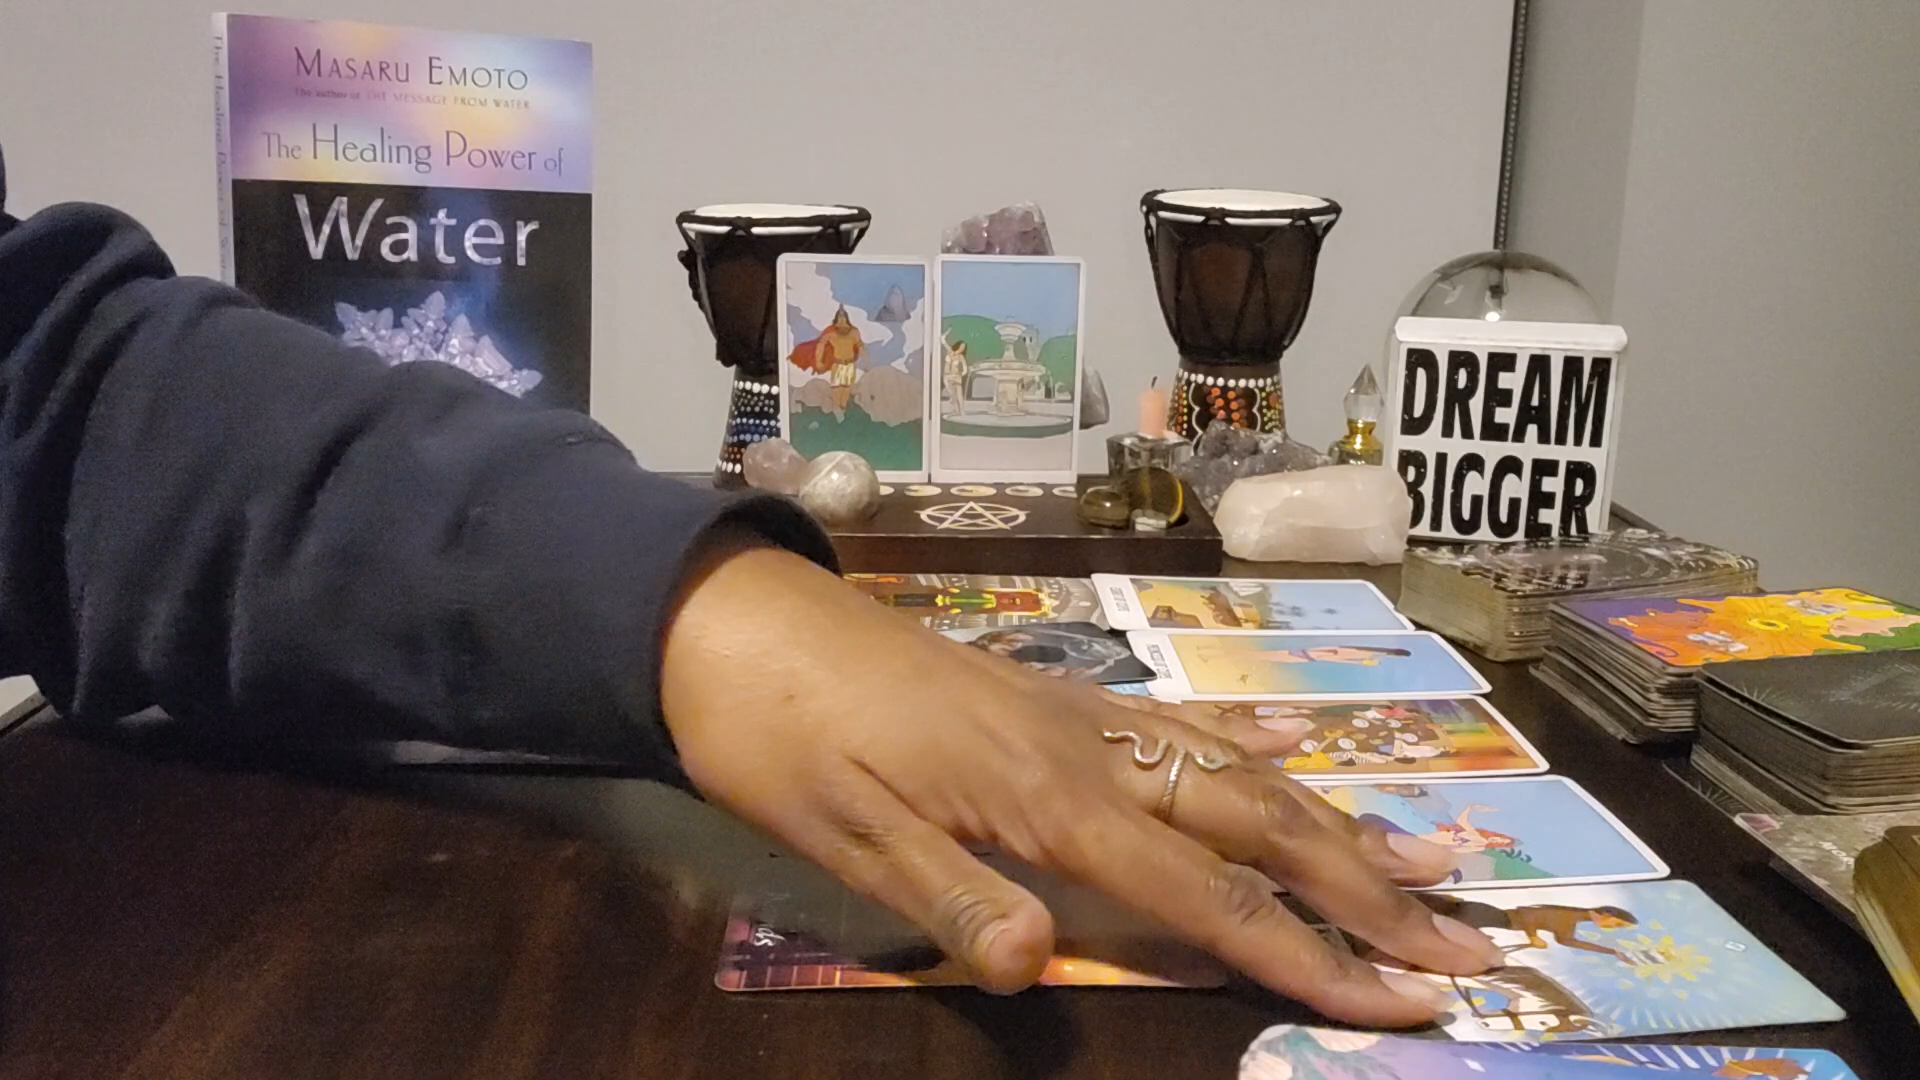 MASARU EMOTO
The author of THE MESSAGE FROM WATER
The Healing Power of
Water
DREAM
BIGGER